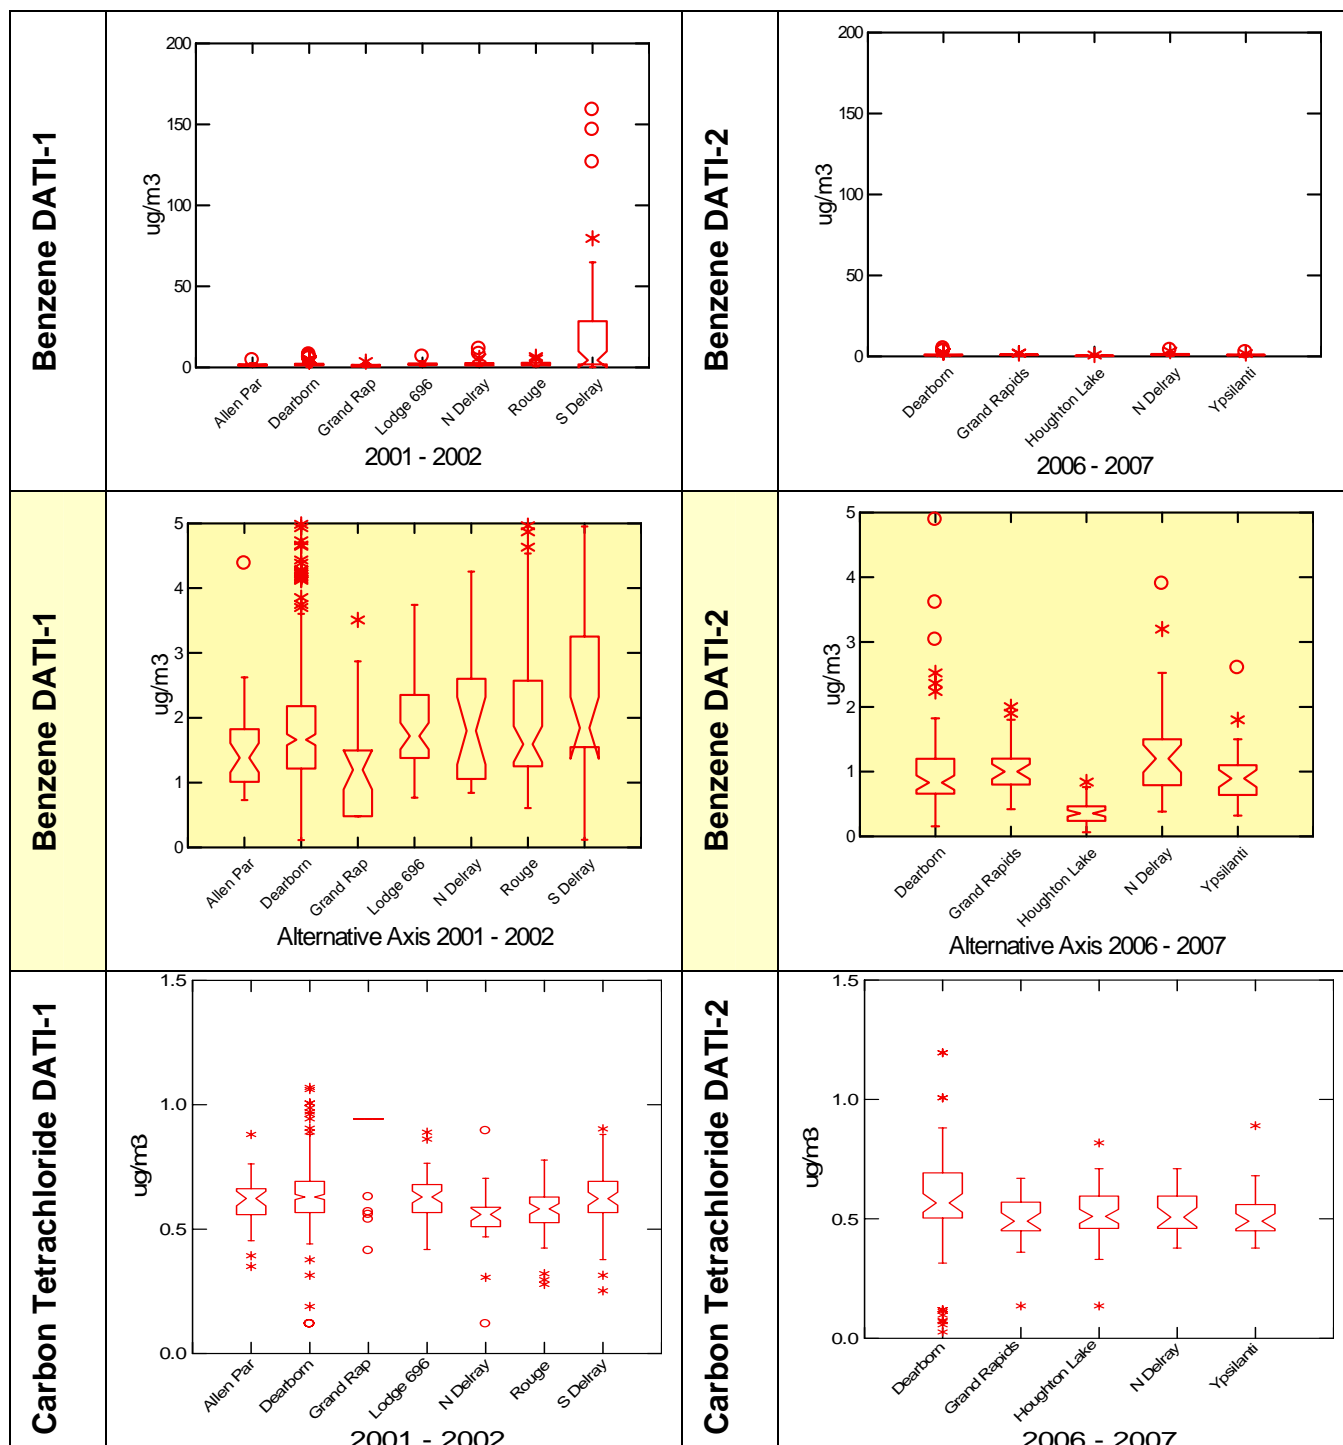 Benzene DATI-1
200
150
100
50
0
ug/m3
Allen Par
Dearborn
Grand Rap
Lodge 696
N Delray
Rouge
S Delray
2001 - 2002
Benzene DATI-2
200
150
100
50
0
ug/m3
Dearborn
Grand Rapids
Houghton Lake
N Delray
Ypsilanti
2006 - 2007
Benzene DATI-1
5
4
3
2
1
0
ug/m3
Allen Par
Dearborn
Grand Rap
Lodge 696
N Delray
Rouge
S Delray
Alternative Axis 2001 - 2002
Benzene DATI-2
5
4
3
2
1
0
ug/m3
Dearborn
Grand Rapids
Houghton Lake
N Delray
Ypsilanti
Alternative Axis 2006 - 2007
Carbon Tetrachloride DATI-1
1.5
1.0
0.5
0.0
ug/m3
Allen Par
Dearborn
Grand Rap
Lodge 696
N Delray
Rouge
S Delray
2001 - 2002
Carbon Tetrachloride DATI-2
1.5
1.0
0.5
0.0
ug/m3
Dearborn
Grand Rapids
Houghton Lake
N Delray
Ypsilanti
2006 - 2007